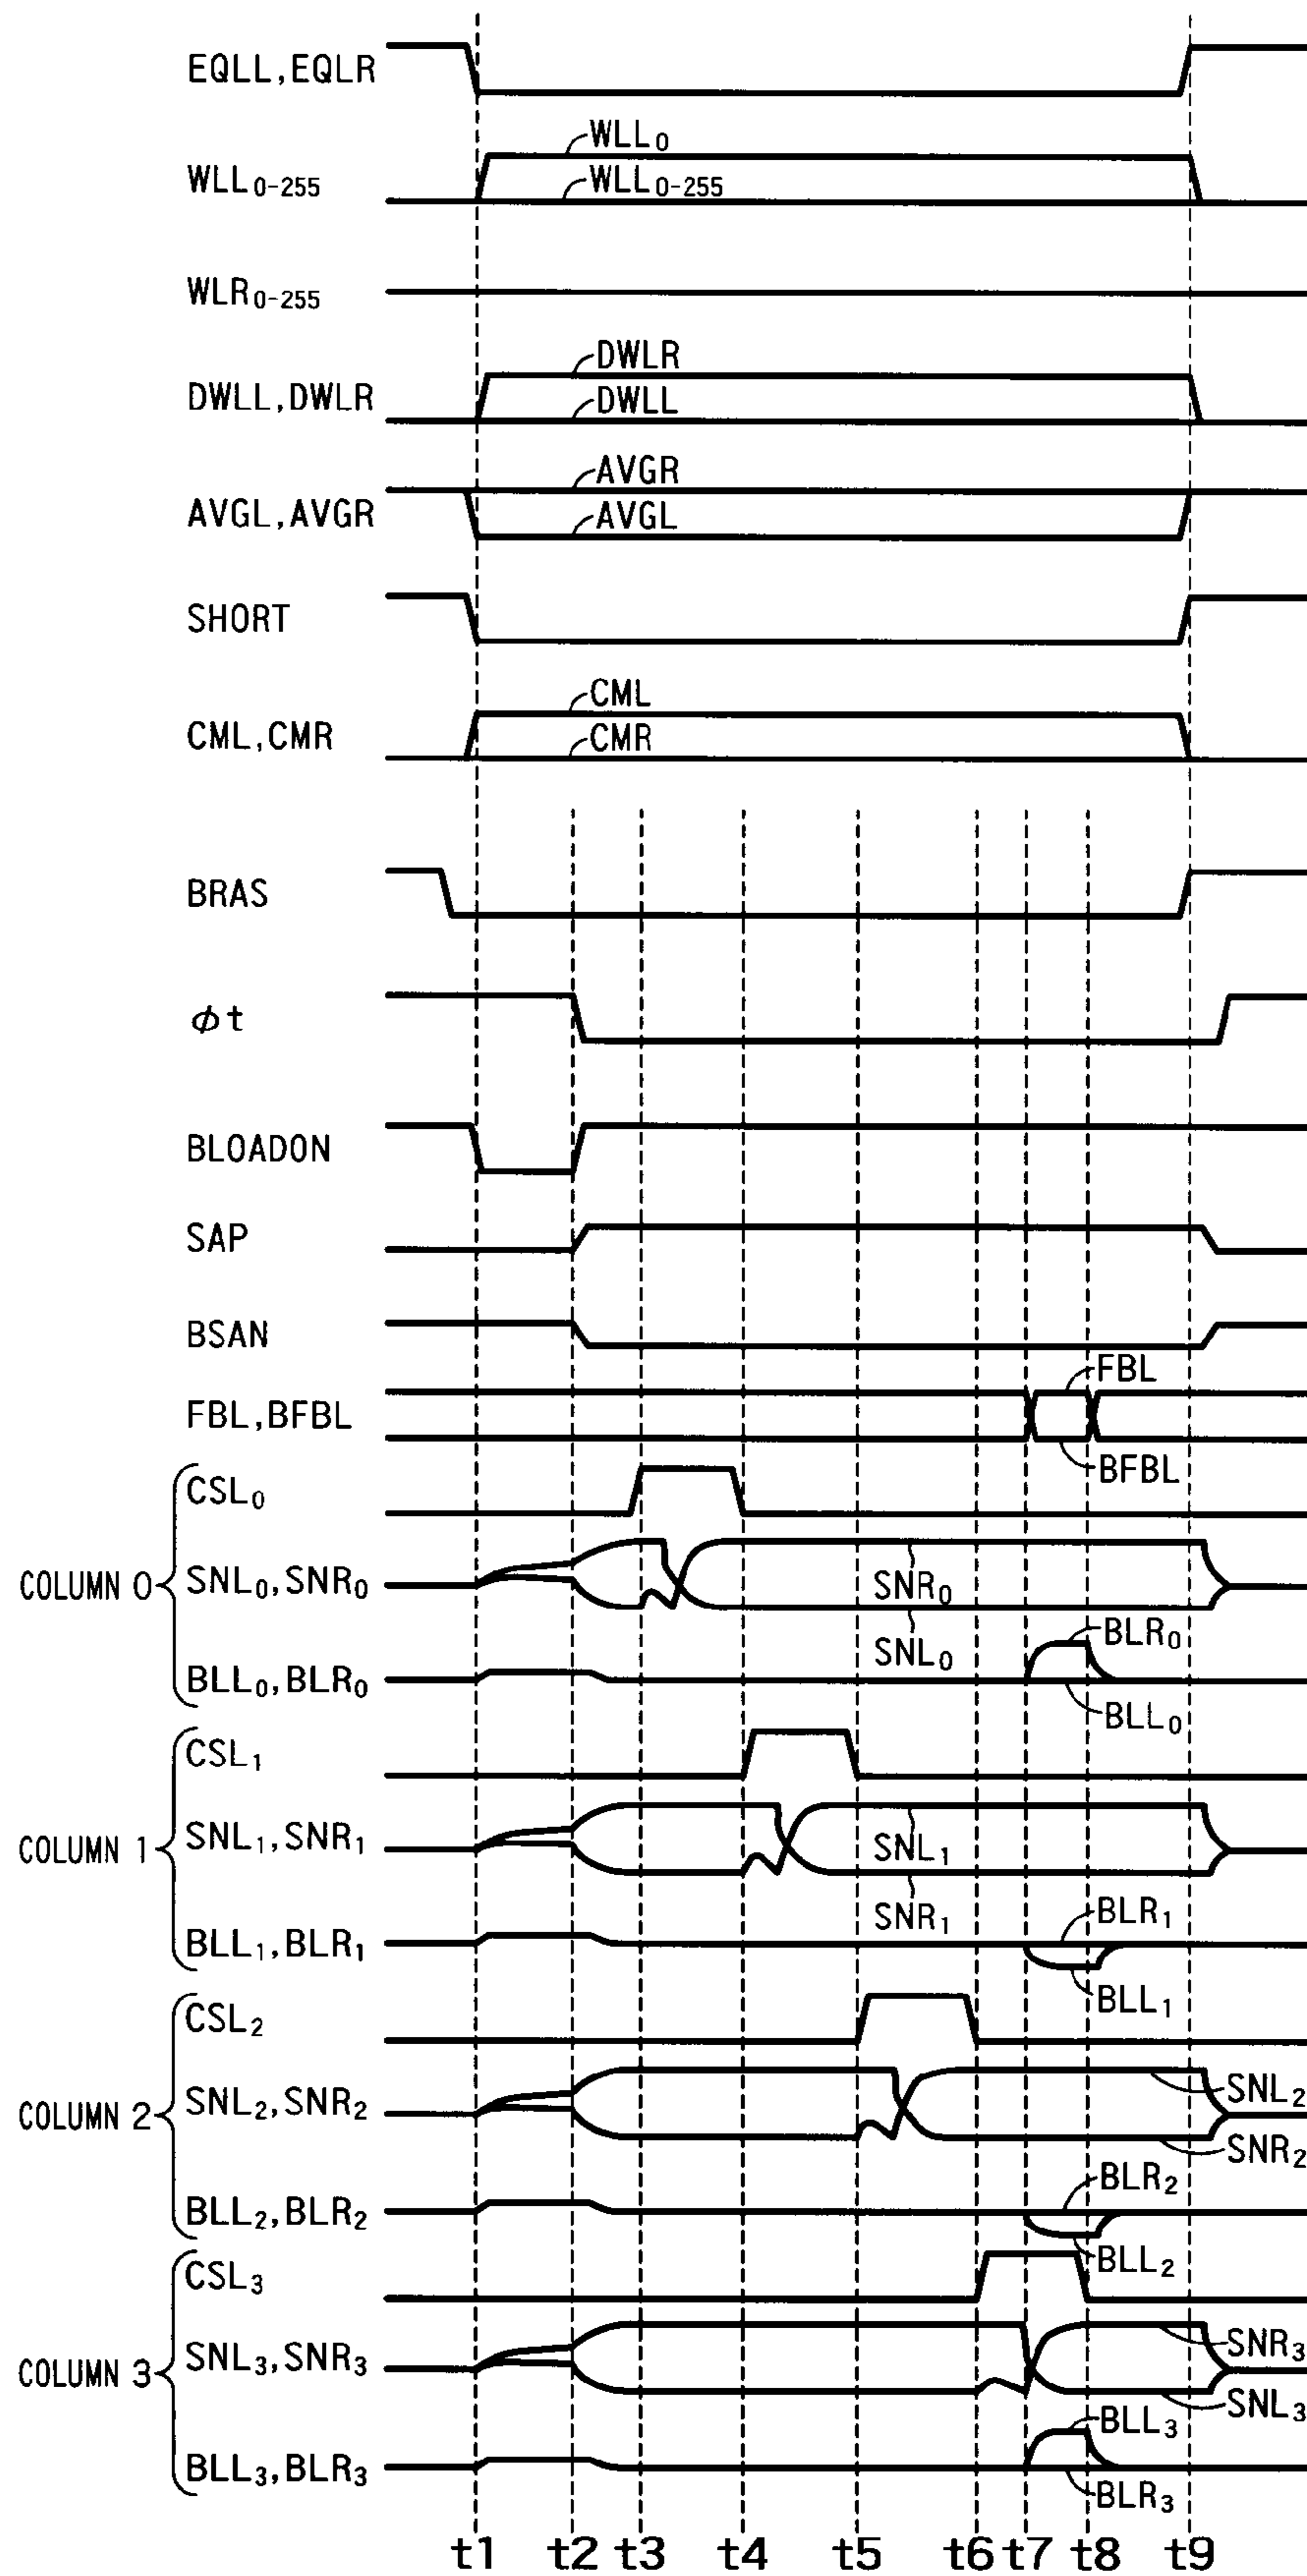 EQLL,EQLR
WLL0-255
WLL0
WLL0-255
WLR0-255
DWLL,DWLR
DWLR
DWLL
AVGL,AVGR
AVGR
AVGL
SHORT
CML,CMR
CML
CMR
BRAS
φt
BLOADON
SAP
BSAN
FBL,BFBL
FBL
BFBL
COLUMN 0
CSL0
SNL0,SNR0
SNR0
SNL0
BLL0,BLR0
BLR0
BLL0
COLUMN 1
CSL1
SNL1,SNR1
SNL1
SNR1
BLL1,BLR1
BLR1
BLL1
COLUMN 2
CSL2
SNL2,SNR2
SNL2
SNR2
BLL2,BLR2
BLR2
BLL2
COLUMN 3
CSL3
SNL3,SNR3
SNR3
SNL3
BLL3,BLR3
BLL3
BLR3
t1 t2 t3 t4 t5 t6 t7 t8 t9